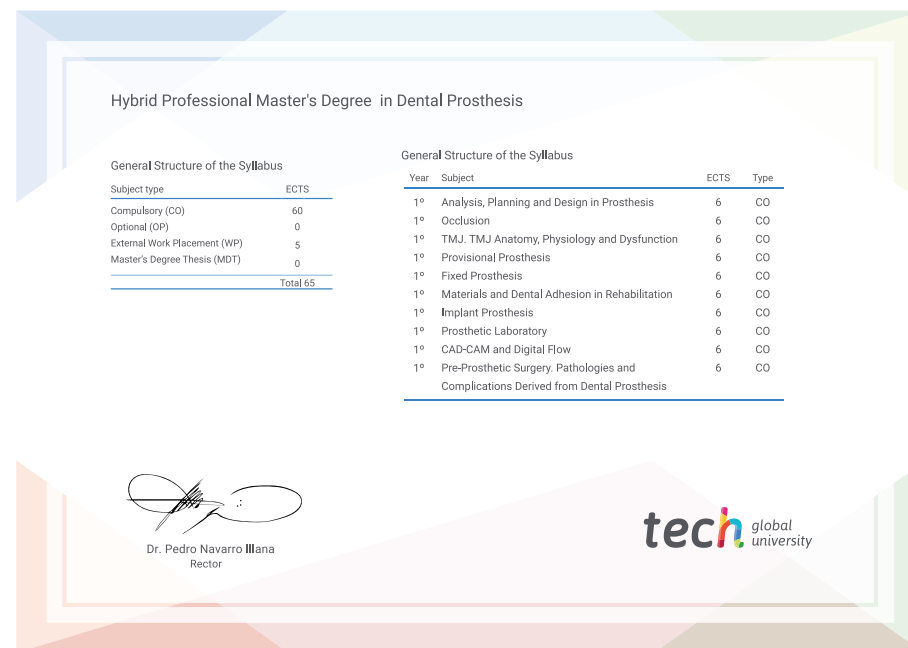 Hybrid Professional Master's Degree in Dental Prosthesis
General Structure of the Syllabus
Subject type ECTS
Compulsory (CO) 60
Optional (OP) 0
External Work Placement (WP) 5
Master's Degree Thesis (MDT) 0
Total 65
General Structure of the Syllabus
Year Subject ECTS Type
1º Analysis, Planning and Design in Prosthesis 6 CO
1º Occlusion 6 CO
1º TMJ. TMJ Anatomy, Physiology and Dysfunction 6 CO
1º Provisional Prosthesis 6 CO
1º Fixed Prosthesis 6 CO
1º Materials and Dental Adhesion in Rehabilitation 6 CO
1º Implant Prosthesis 6 CO
1º Prosthetic Laboratory 6 CO
1º CAD-CAM and Digital Flow 6 CO
1º Pre-Prosthetic Surgery. Pathologies and 6 CO
Complications Derived from Dental Prosthesis
Dr. Pedro Navarro Illana
Rector
tech global
university